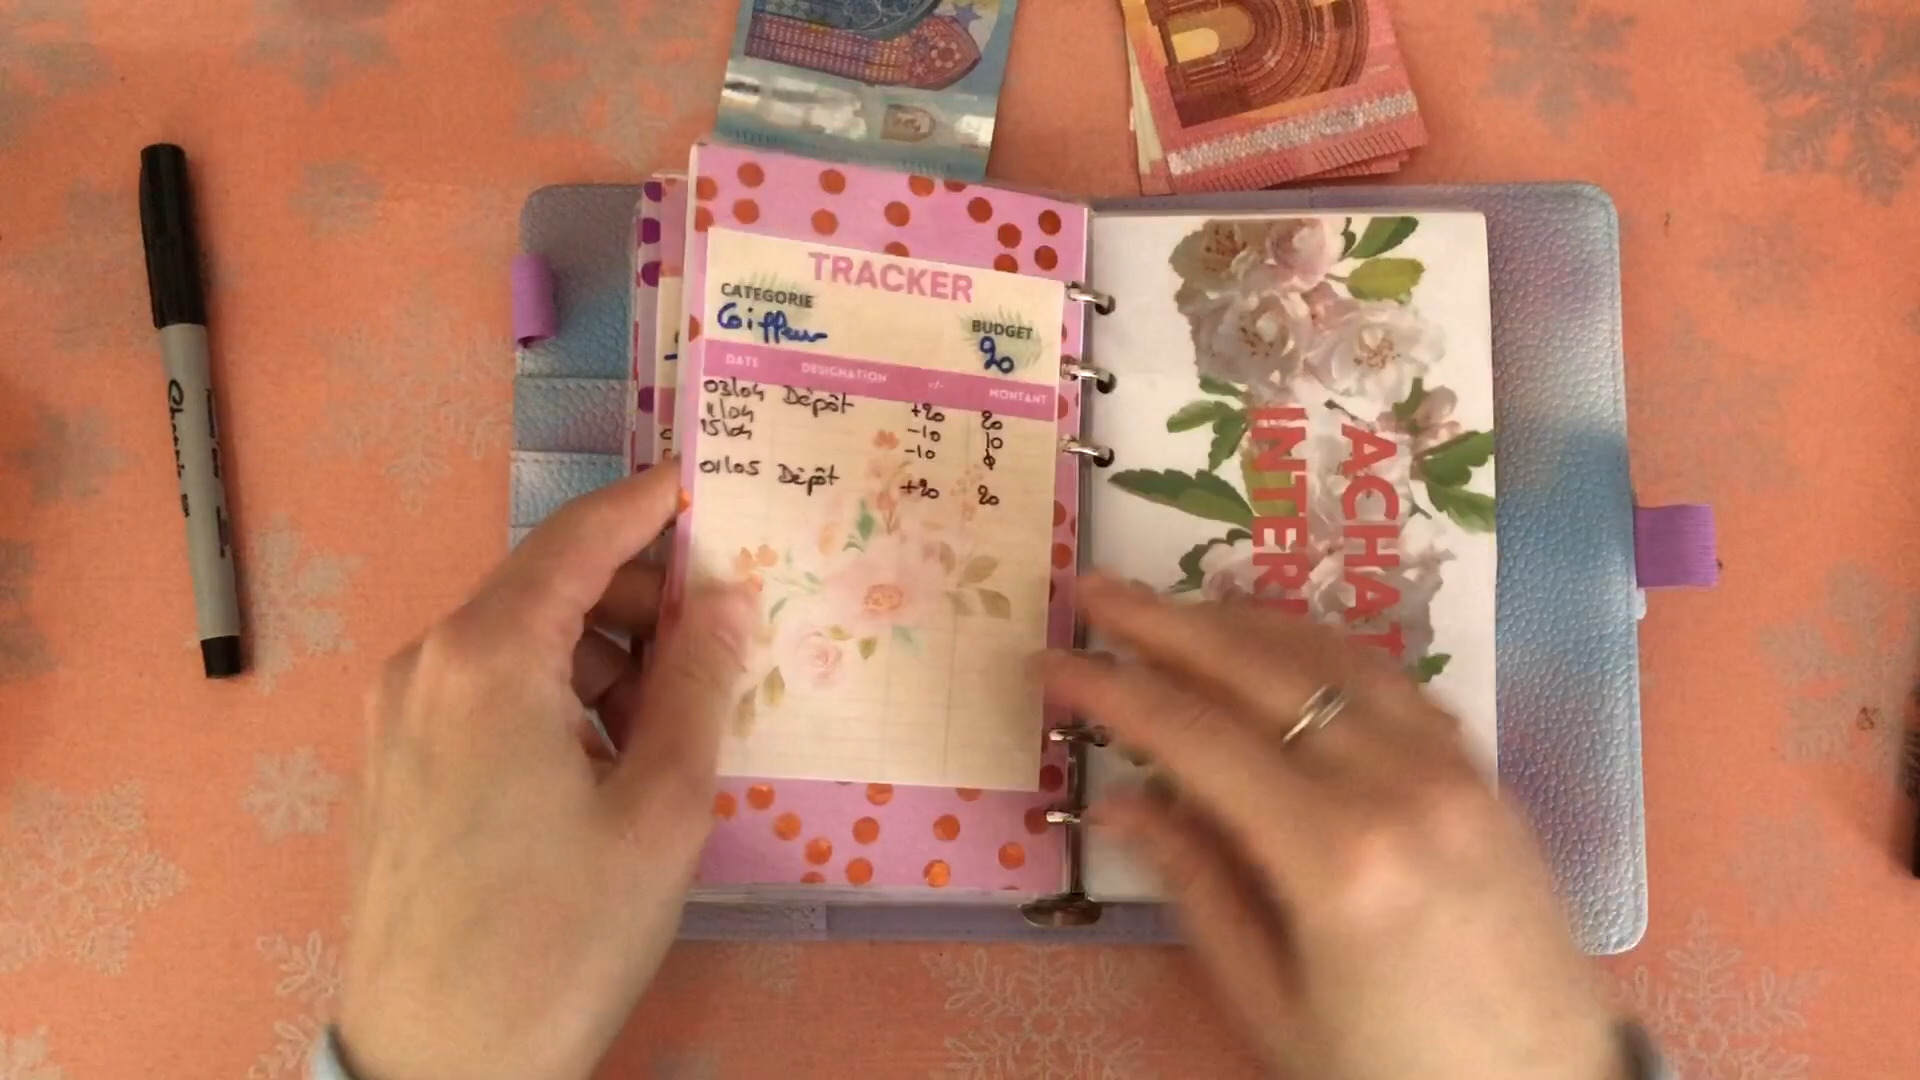 TRACKER
CATEGORIE
Coiffeur
BUDGET
20
DATE DESIGNATION +/- MONTANT
03/04 Dépôt +20 20
11/04 -10 10
15/04 -10 0
01/05 Dépôt +20 20
ACHAT
INTER